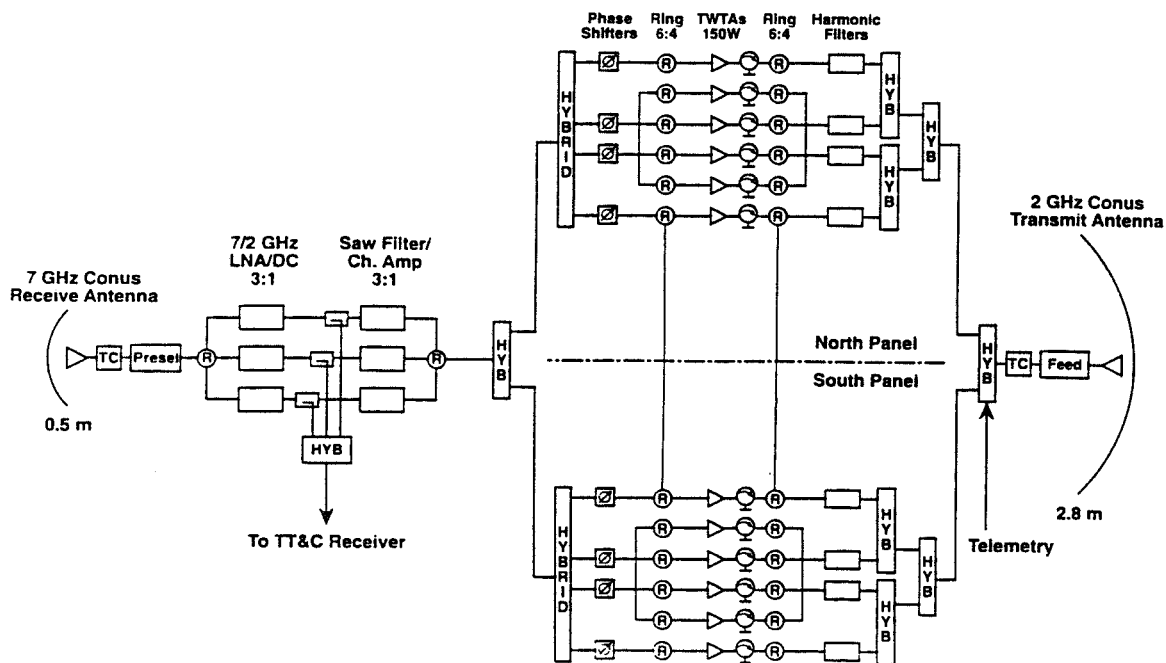 Phase Shifters
Ring 6:4
TWTAs 150W
Ring 6:4
Harmonic Filters
HYBRID
Ø
R
R
R
Ø
R
R
Ø
R
R
R
R
Ø
R
R
HYB
HYB
HYB
2 GHz Conus
Transmit Antenna
7/2 GHz
LNA/DC
3:1
Saw Filter/
Ch. Amp
3:1
7 GHz Conus
Receive Antenna
TC
Presel
R
R
HYB
North Panel
South Panel
HYB
TC
Feed
0.5 m
HYB
To TT&C Receiver
2.8 m
Telemetry
HYBRID
Ø
R
R
R
R
Ø
R
R
Ø
R
R
R
R
Ø
R
R
HYB
HYB
HYB